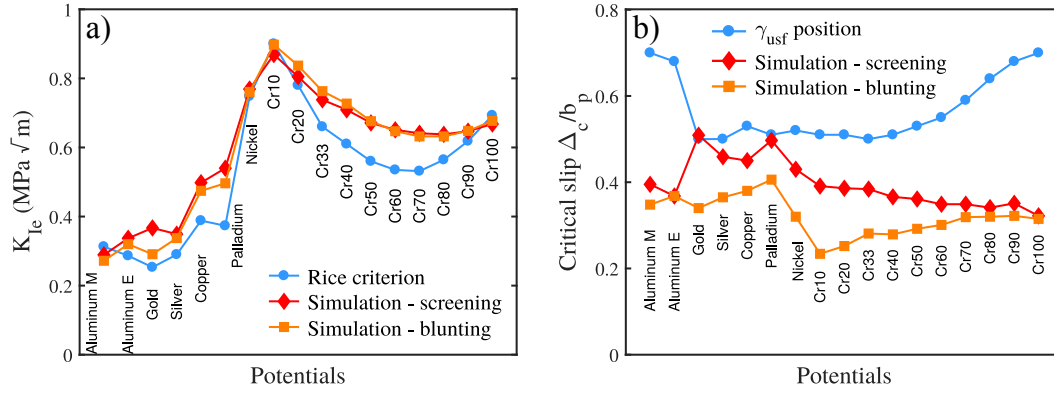 a)
K_Ie (MPa √m)
1
0.8
0.6
0.4
0.2
0
Aluminum M
Aluminum E
Gold
Silver
Copper
Palladium
Nickel
Cr10
Cr20
Cr33
Cr40
Cr50
Cr60
Cr70
Cr80
Cr90
Cr100
Rice criterion
Simulation - screening
Simulation - blunting
Potentials
b)
Critical slip Δ_c/b_p
0.8
0.6
0.4
0.2
0
γ_usf position
Simulation - screening
Simulation - blunting
Aluminum M
Aluminum E
Gold
Silver
Copper
Palladium
Nickel
Cr10
Cr20
Cr33
Cr40
Cr50
Cr60
Cr70
Cr80
Cr90
Cr100
Potentials